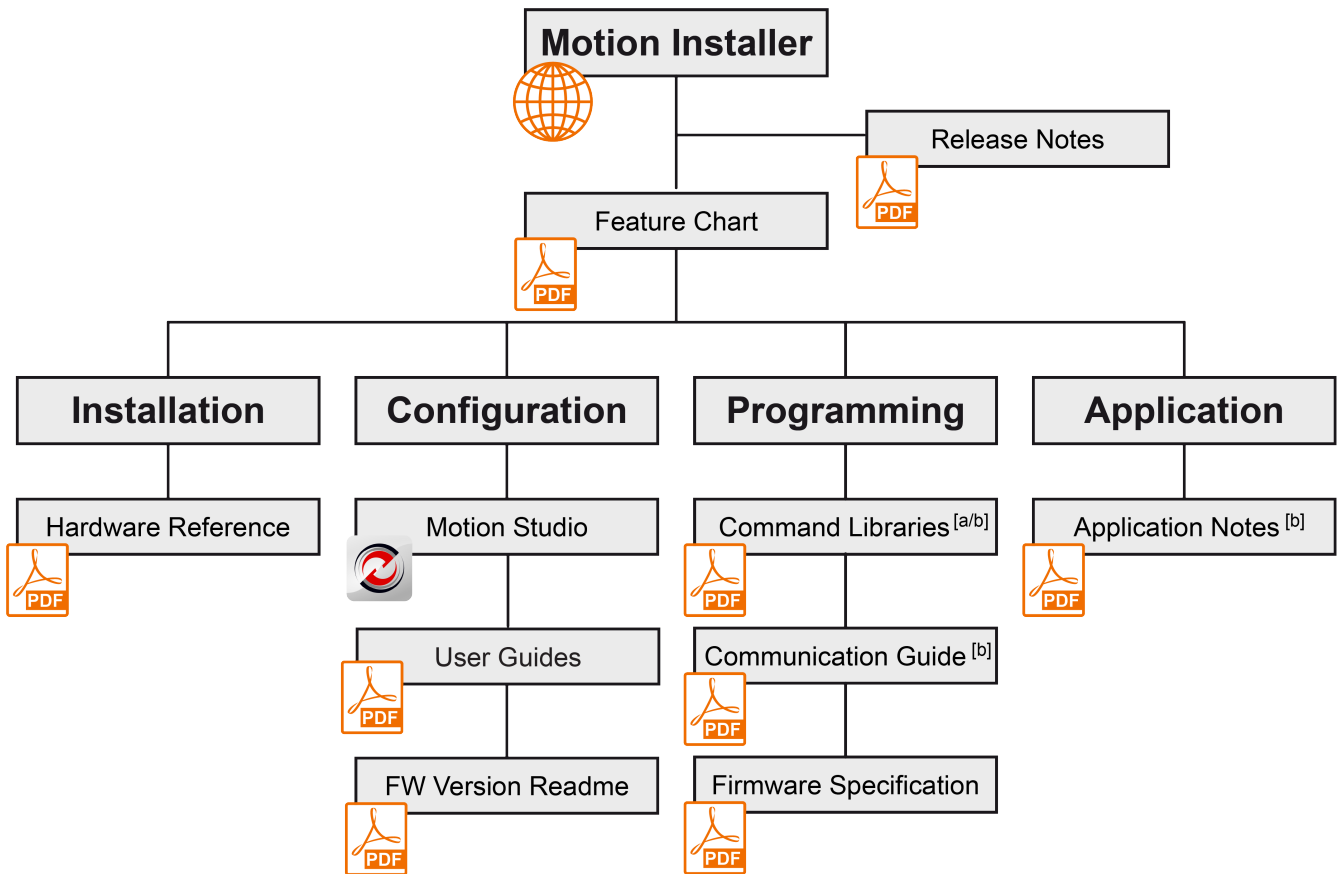 Motion Installer
Release Notes
PDF
Feature Chart
PDF
Installation
Configuration
Programming
Application
Hardware Reference
Motion Studio
Command Libraries [a/b]
Application Notes [b]
PDF
PDF
PDF
User Guides
Communication Guide [b]
PDF
PDF
FW Version Readme
Firmware Specification
PDF
PDF